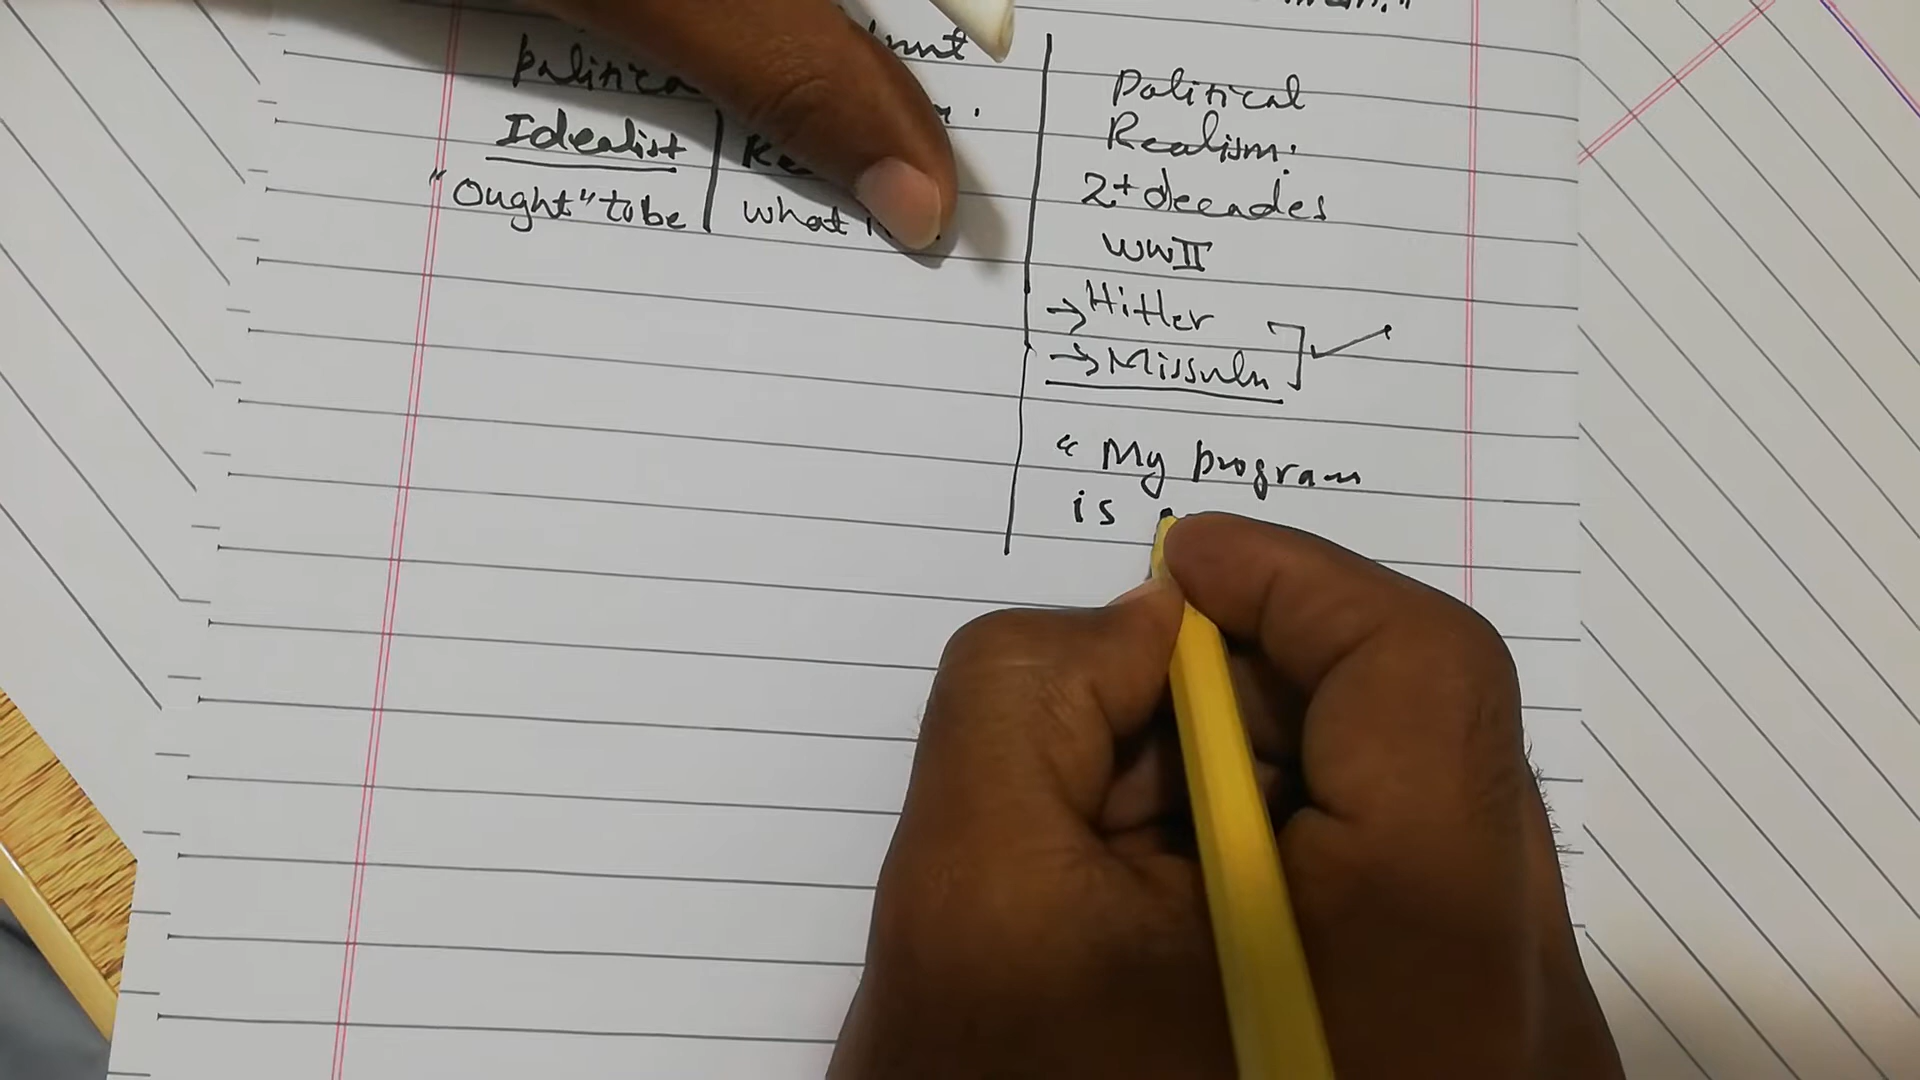 Political
Realism.
2+ decades
WWII
→ Hitler
→ Missuln
"My program
is
Idealist
"Ought" to be
what